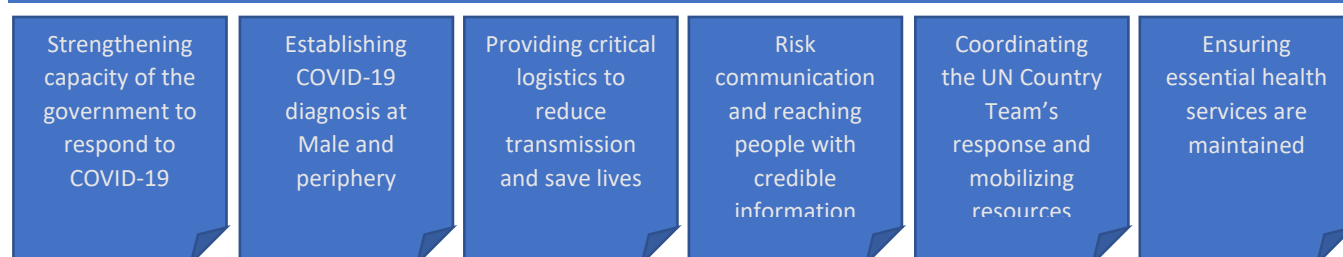 Strengthening
capacity of the
government to
respond to
COVID-19
Establishing
COVID-19
diagnosis at
Male and
periphery
Providing critical
logistics to
reduce
transmission
and save lives
Risk
communication
and reaching
people with
credible
information
Coordinating
the UN Country
Team's
response and
mobilizing
resources
Ensuring
essential health
services are
maintained